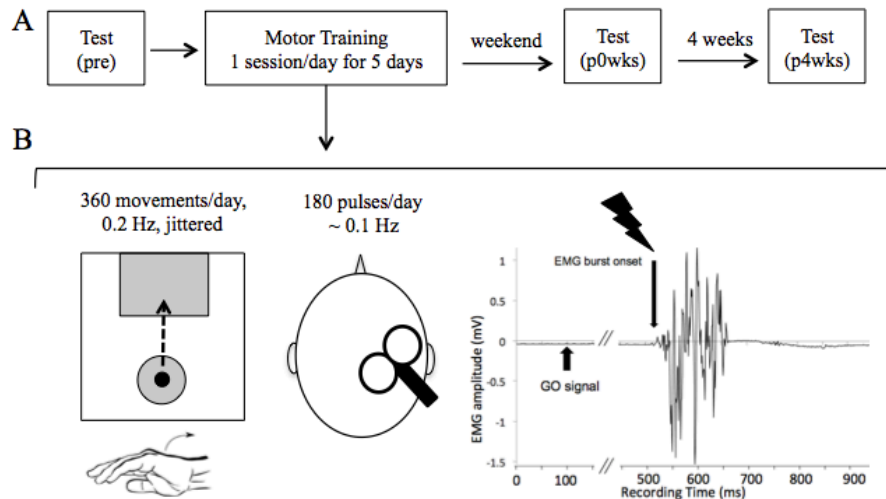 A
Test
(pre)
Motor Training
1 session/day for 5 days
weekend
Test
(p0wks)
4 weeks
Test
(p4wks)
B
360 movements/day,
0.2 Hz, jittered
180 pulses/day
~ 0.1 Hz
EMG burst onset
GO signal
EMG amplitude (mV)
1
0.5
0
-0.5
-1
-1.5
0
100
500
600
700
800
900
Recording Time (ms)